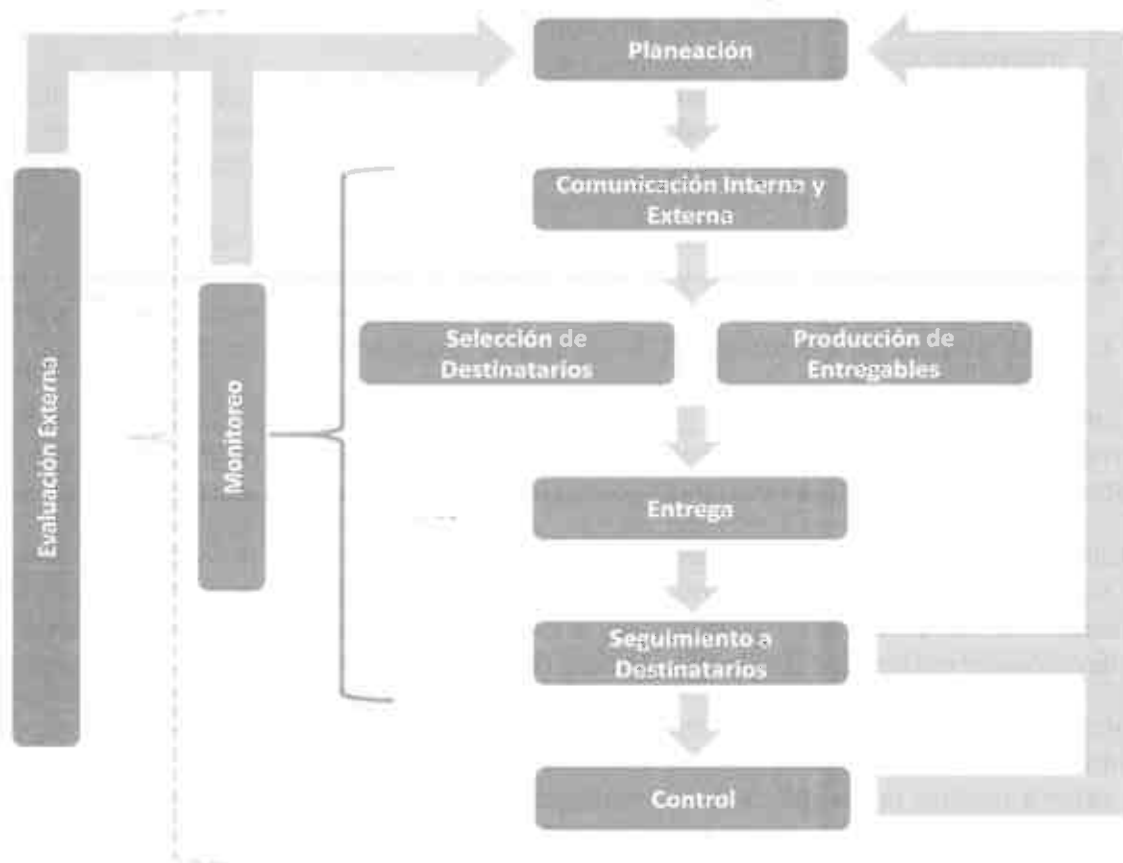 Planeación
Comunicación Interna y
Externa
Selección de
Destinatarios
Producción de
Entregables
Evaluación Externa
Monitoreo
Entrega
Seguimiento a
Destinatarios
Control